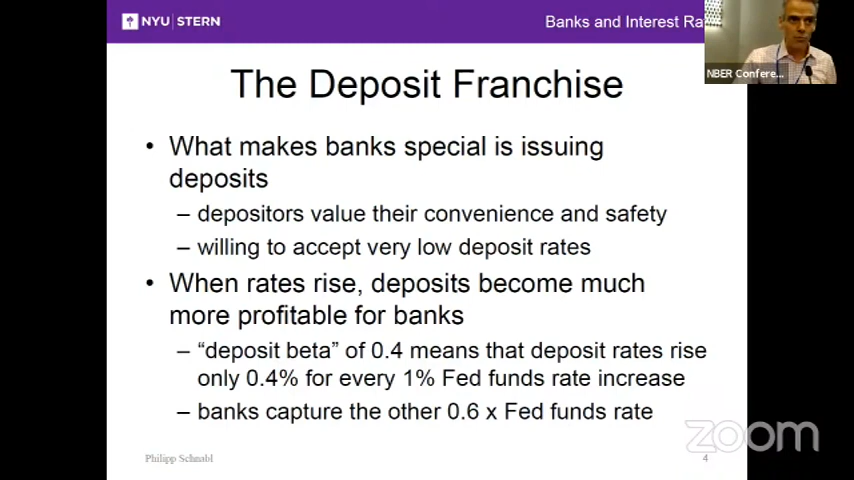 NYU STERN
Banks and Interest Ra
NBER Confere...
The Deposit Franchise
• What makes banks special is issuing
deposits
– depositors value their convenience and safety
– willing to accept very low deposit rates
• When rates rise, deposits become much
more profitable for banks
– “deposit beta” of 0.4 means that deposit rates rise
only 0.4% for every 1% Fed funds rate increase
– banks capture the other 0.6 x Fed funds rate
zoom
Philipp Schnabl
4